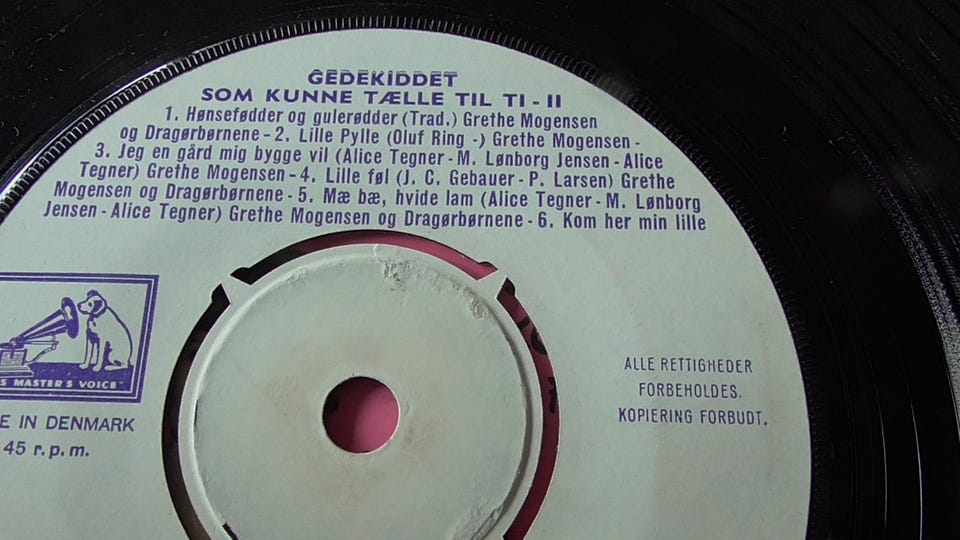 GEDEKIDDET
SOM KUNNE TÆLLE TIL TI - II
1. Hønsefødder og gulerødder (Trad.) Grethe Mogensen
og Dragørbørnene - 2. Lille Pylle (Oluf Ring -) Grethe Mogensen -
3. Jeg en gård mig bygge vil (Alice Tegner - M. Lønborg Jensen - Alice
Tegner) Grethe Mogensen - 4. Lille føl (J. C. Gebauer - P. Larsen) Grethe
Mogensen og Dragørbørnene - 5. Mæ bæ, hvide lam (Alice Tegner - M. Lønborg
Jensen - Alice Tegner) Grethe Mogensen og Dragørbørnene - 6. Kom her min lille
S MASTER'S VOICE
E IN DENMARK
45 r.p.m.
ALLE RETTIGHEDER
FORBEHOLDES.
KOPIERING FORBUDT.